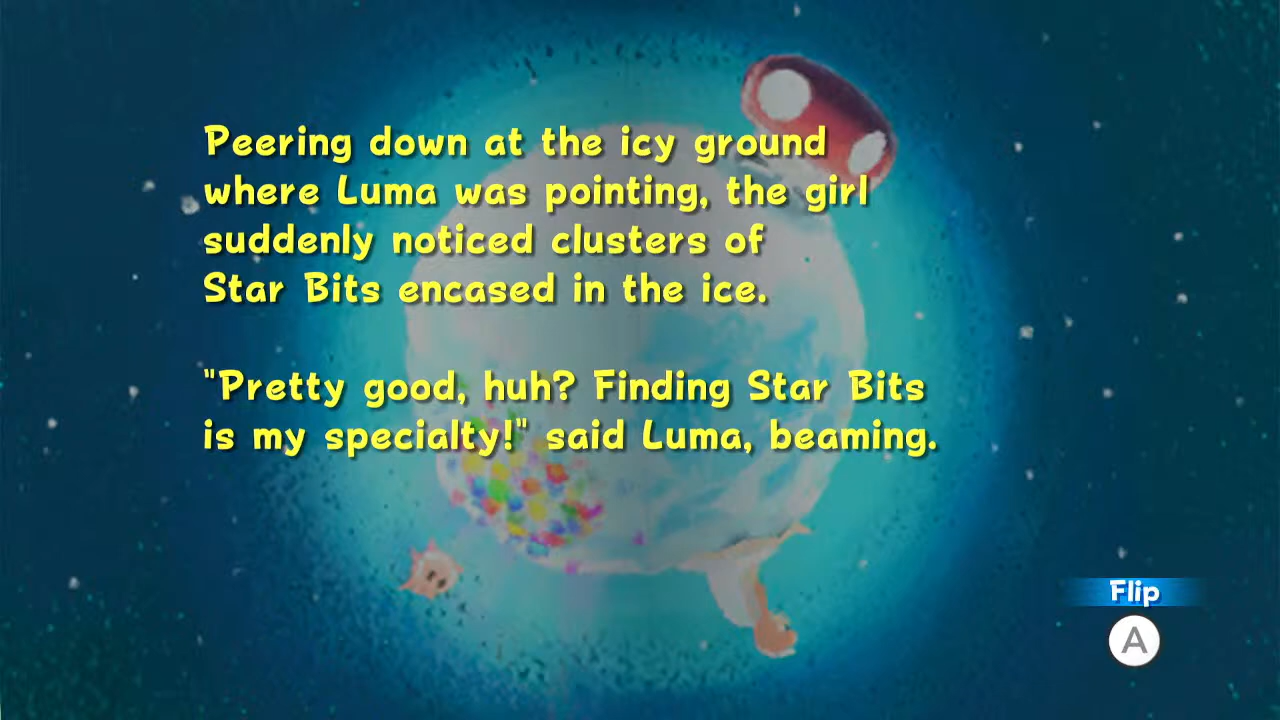 Peering down at the icy ground
where Luma was pointing, the girl
suddenly noticed clusters of
Star Bits encased in the ice.
"Pretty good, huh? Finding Star Bits
is my specialty!" said Luma, beaming.
Flip
A